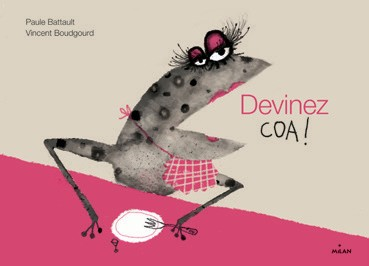 Paule Battault
Vincent Boudgourd
Devinez
COA!
MILAN